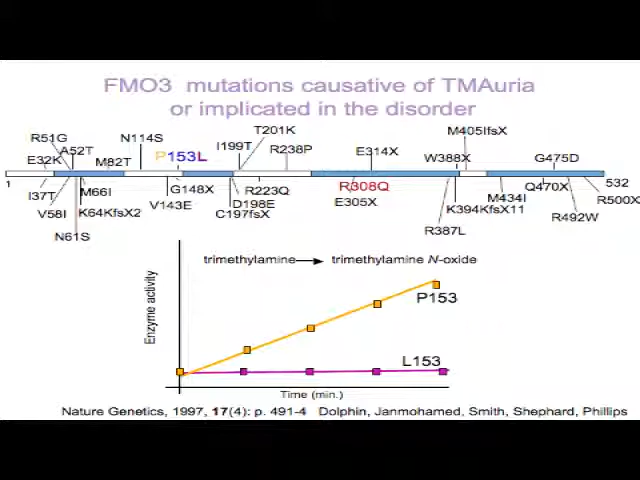 FMO3 mutations causative of TMAuria
or implicated in the disorder
R51G
A52T
E32K
M82T
N114S
P153L
I199T
T201K
R238P
E314X
M405IfsX
W388X
G475D
1
532
I37T
V58I
N61S
M66I
K64KfsX2
V143E
G148X
C197fsX
D198E
R223Q
R308Q
E305X
R387L
K394KfsX11
M434I
Q470X
R492W
R500X
trimethylamine → trimethylamine N-oxide
Enzyme activity
P153
L153
Time (min.)
Nature Genetics, 1997, 17(4): p. 491-4 Dolphin, Janmohamed, Smith, Shephard, Phillips